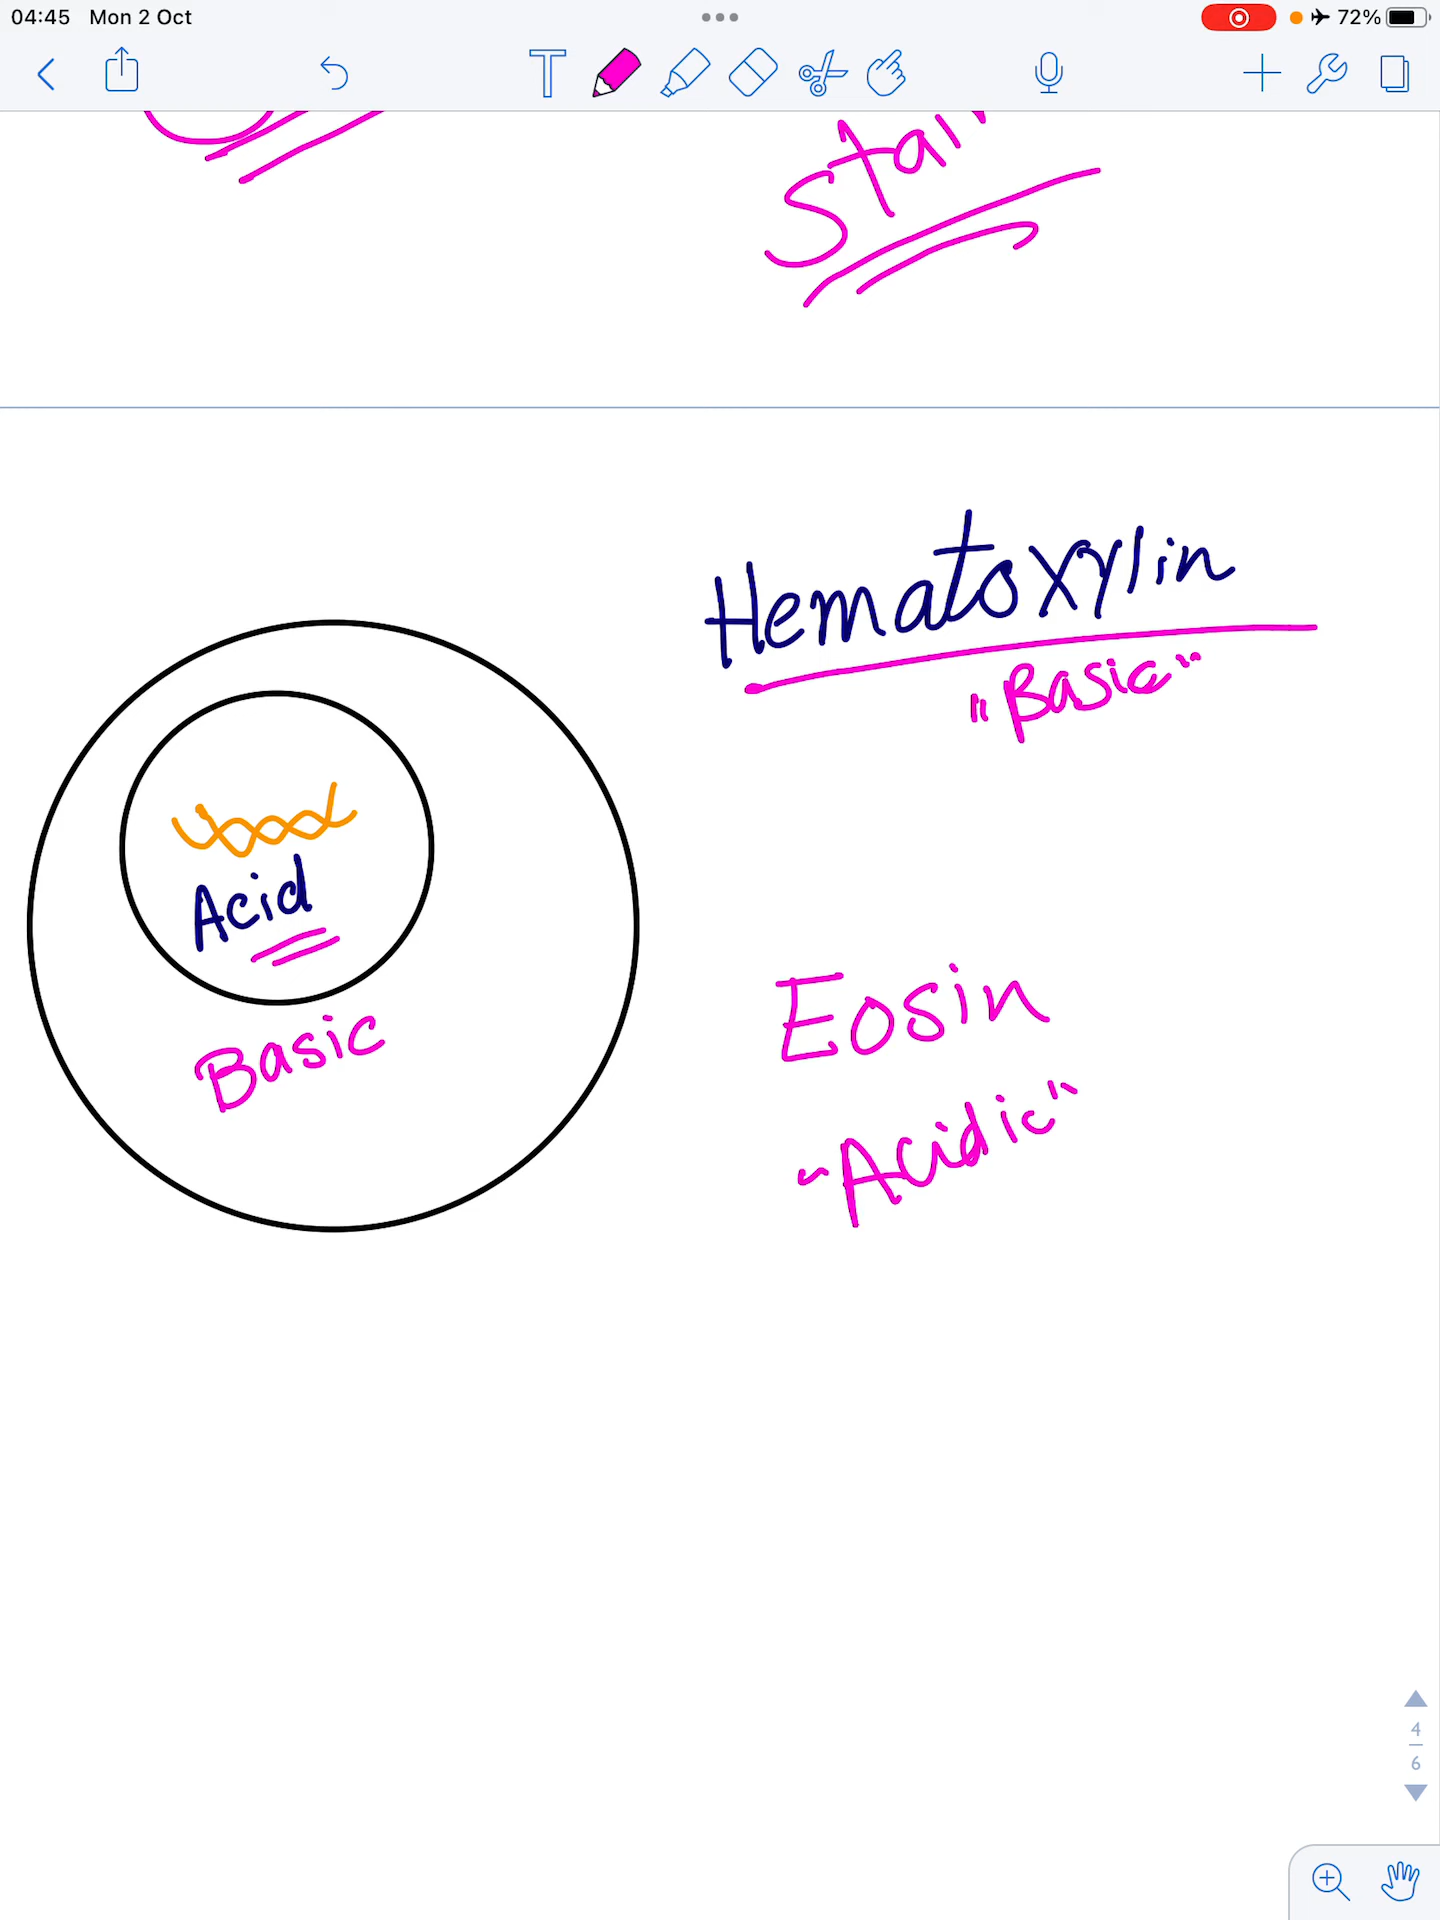 04:45 Mon 2 Oct
72%
T
Hematoxylin
"Basic"
Acid
Basic
Eosin
"Acidic"
4
6